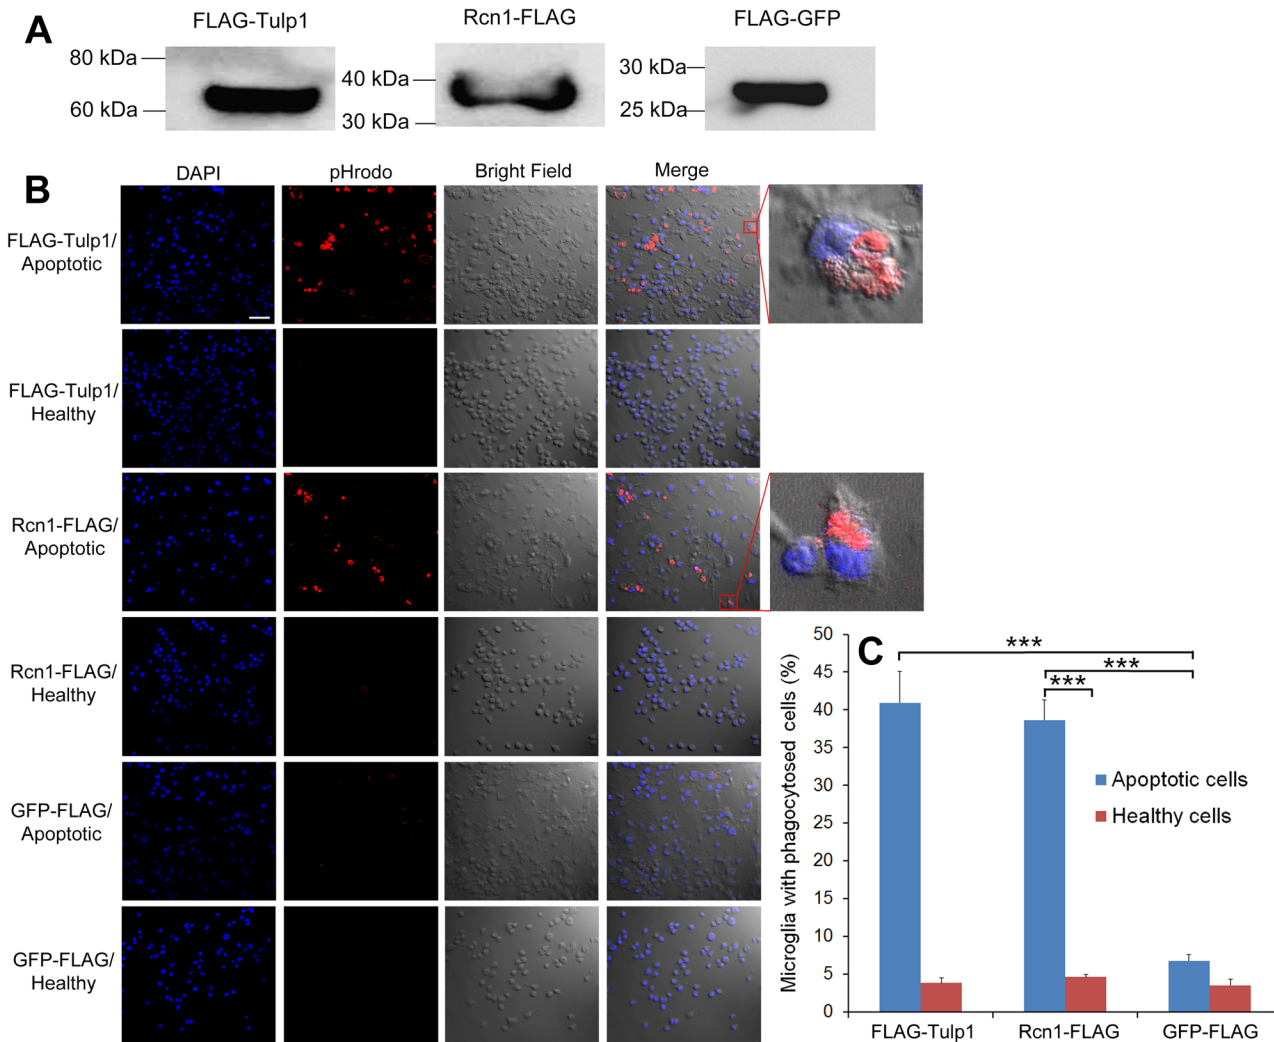 A
FLAG-Tulp1
Rcn1-FLAG
FLAG-GFP
80 kDa
60 kDa
40 kDa
30 kDa
30 kDa
25 kDa
B
DAPI
pHrodo
Bright Field
Merge
FLAG-Tulp1/
Apoptotic
FLAG-Tulp1/
Healthy
Rcn1-FLAG/
Apoptotic
Rcn1-FLAG/
Healthy
GFP-FLAG/
Apoptotic
GFP-FLAG/
Healthy
C
Microglia with phagocytosed cells (%)
50
45
40
35
30
25
20
15
10
5
0
***
***
***
Apoptotic cells
Healthy cells
FLAG-Tulp1
Rcn1-FLAG
GFP-FLAG